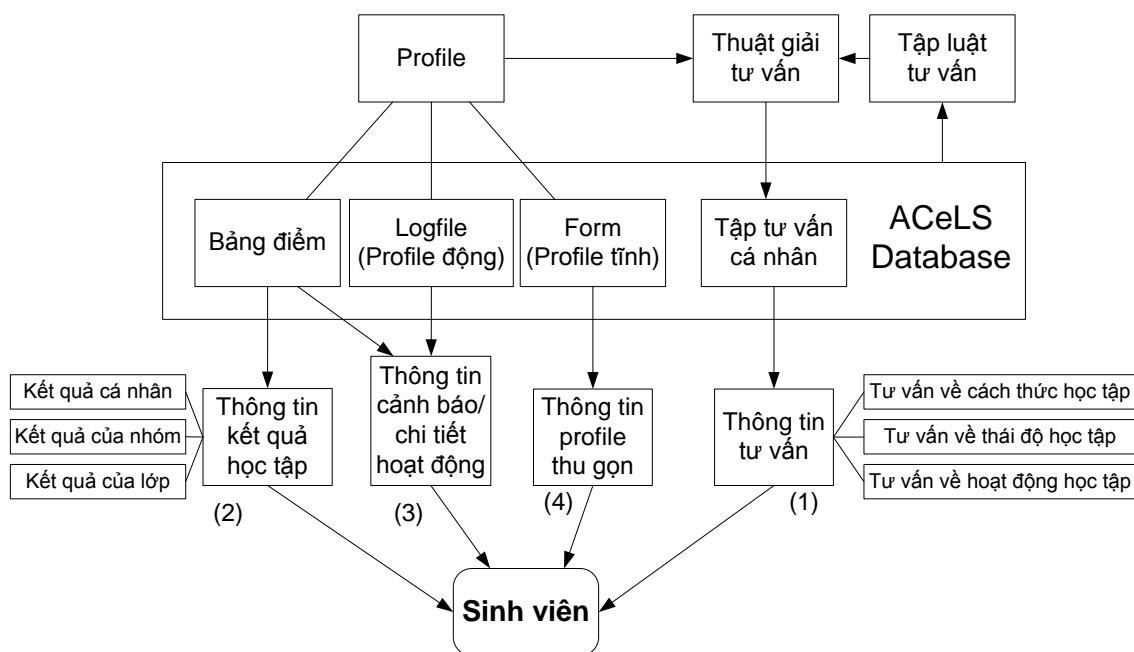 Profile
Thuật giải
tư vấn
Tập luật
tư vấn
Bảng điểm
Logfile
(Profile động)
Form
(Profile tĩnh)
Tập tư vấn
cá nhân
ACeLS
Database
Kết quả cá nhân
Kết quả của nhóm
Kết quả của lớp
Thông tin
kết quả
học tập
(2)
Thông tin
cảnh báo/
chi tiết
hoạt động
(3)
Thông tin
profile
thu gọn
(4)
Thông tin
tư vấn
(1)
Tư vấn về cách thức học tập
Tư vấn về thái độ học tập
Tư vấn về hoạt động học tập
Sinh viên